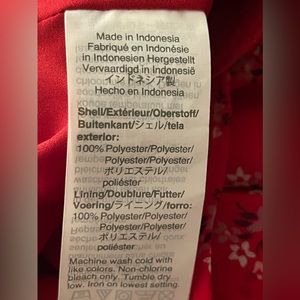 Made in Indonesia
Fabriqué en Indonésie
in Indonesien Hergestellt
Vervaardigd in Indonesië
インドネシア製
Hecho en Indonesia
Shell/Extérieur/Oberstoff/
Buitenkant/シェル/tela
exterior:
100% Polyester/Polyester/
Polyester/Polyester/
ポリエステル/
poliéster
Lining/Doublure/Futter/
Voering/ライニング/forro:
100% Polyester/Polyester/
Polyester/Polyester/
ポリエステル/
poliéster
Machine wash cold with
like colors. Non-chlorine
bleach only. Tumble dry
low. Iron on lowest setting.